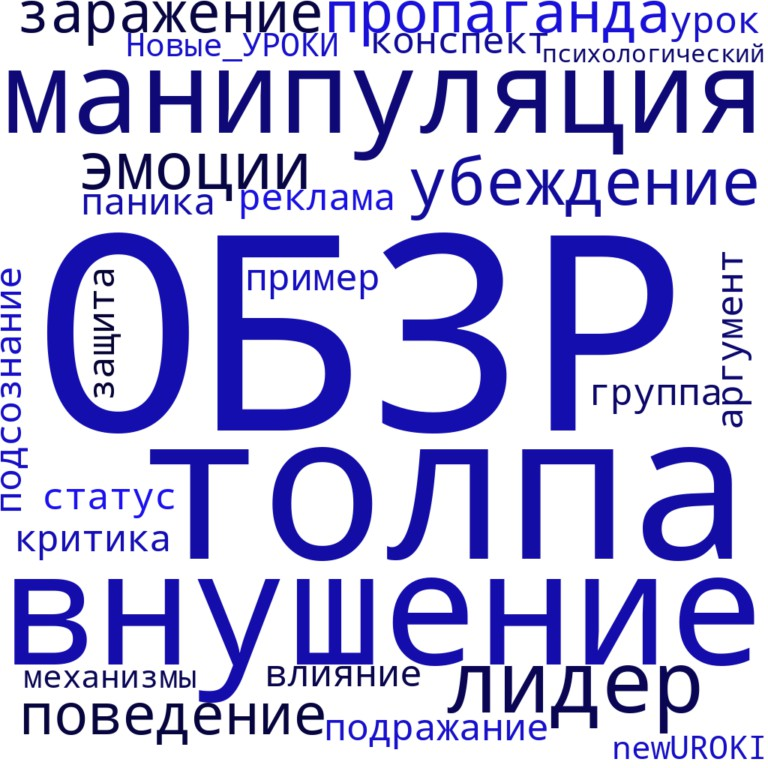 заражение пропаганда урок
Новые_УРОКИ конспект психологический
манипуляция
эмоции убеждение
паника реклама
ОБЗР
пример
защита
аргумент
подсознание
группа
толпа
статус
критика
внушение
механизмы влияние лидер
поведение подражание
newUROKI